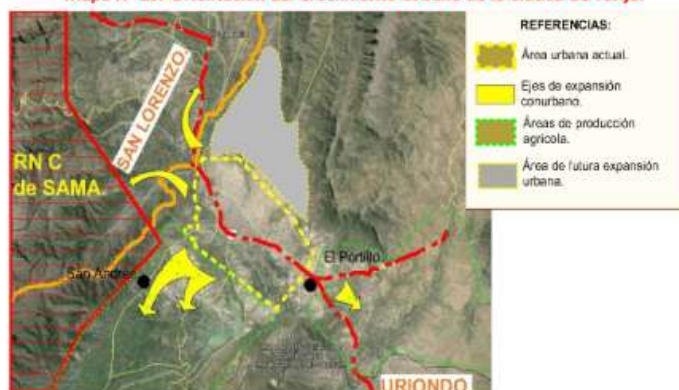 REFERENCIAS:
Área urbana actual.
Ejes de expansión
conurbano.
Áreas de producción
agrícola.
Área de futura expansión
urbana.
SAN LORENZO.
RN C
de SAMA.
San Andres
El Portillo.
URIONDO